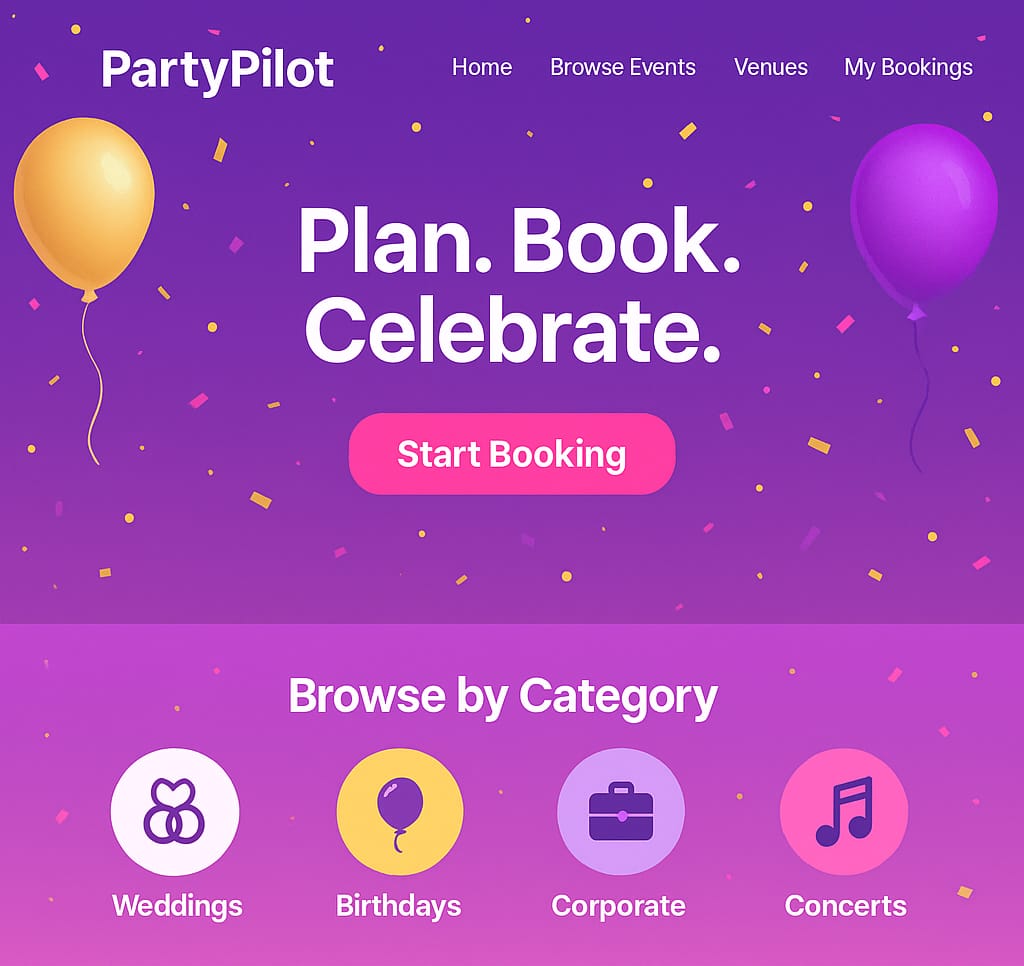 PartyPilot
Home Browse Events Venues My Bookings
Plan. Book.
Celebrate.
Start Booking
Browse by Category
Weddings Birthdays Corporate Concerts